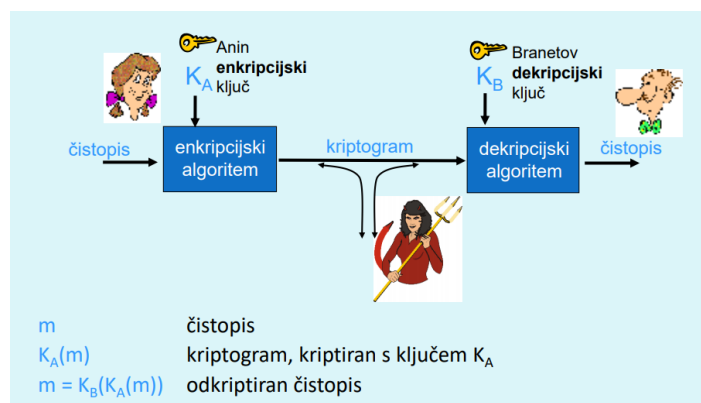 Anin
K_A enkripcijski
ključ
Branetov
K_B dekripcijski
ključ
čistopis
enkripcijski
algoritem
kriptogram
dekripcijski
algoritem
čistopis
m čistopis
K_A(m) kriptogram, kriptiran s ključem K_A
m = K_B(K_A(m)) odkriptiran čistopis